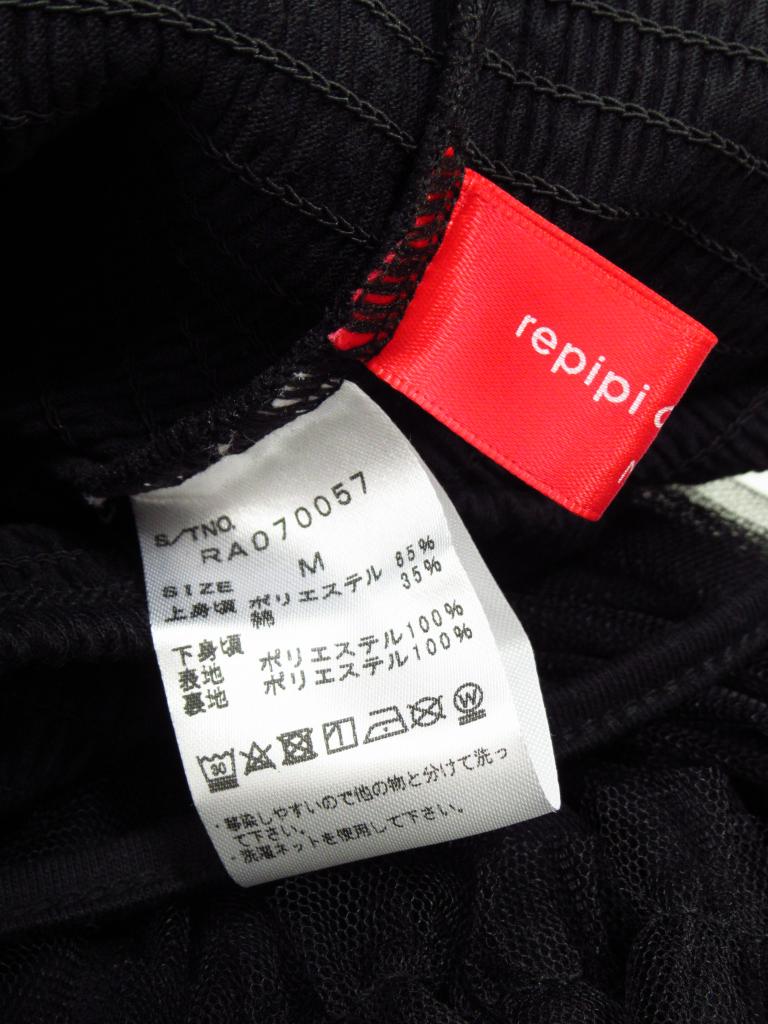 repipi
S/TNO.
RA070057
SIZE M
上身頃 ポリエステル 65%
綿 35%
下身頃
表地 ポリエステル100%
裏地 ポリエステル100%
30
W
・移染しやすいので他の物と分けて洗っ
て下さい。
・洗濯ネットを使用して下さい。